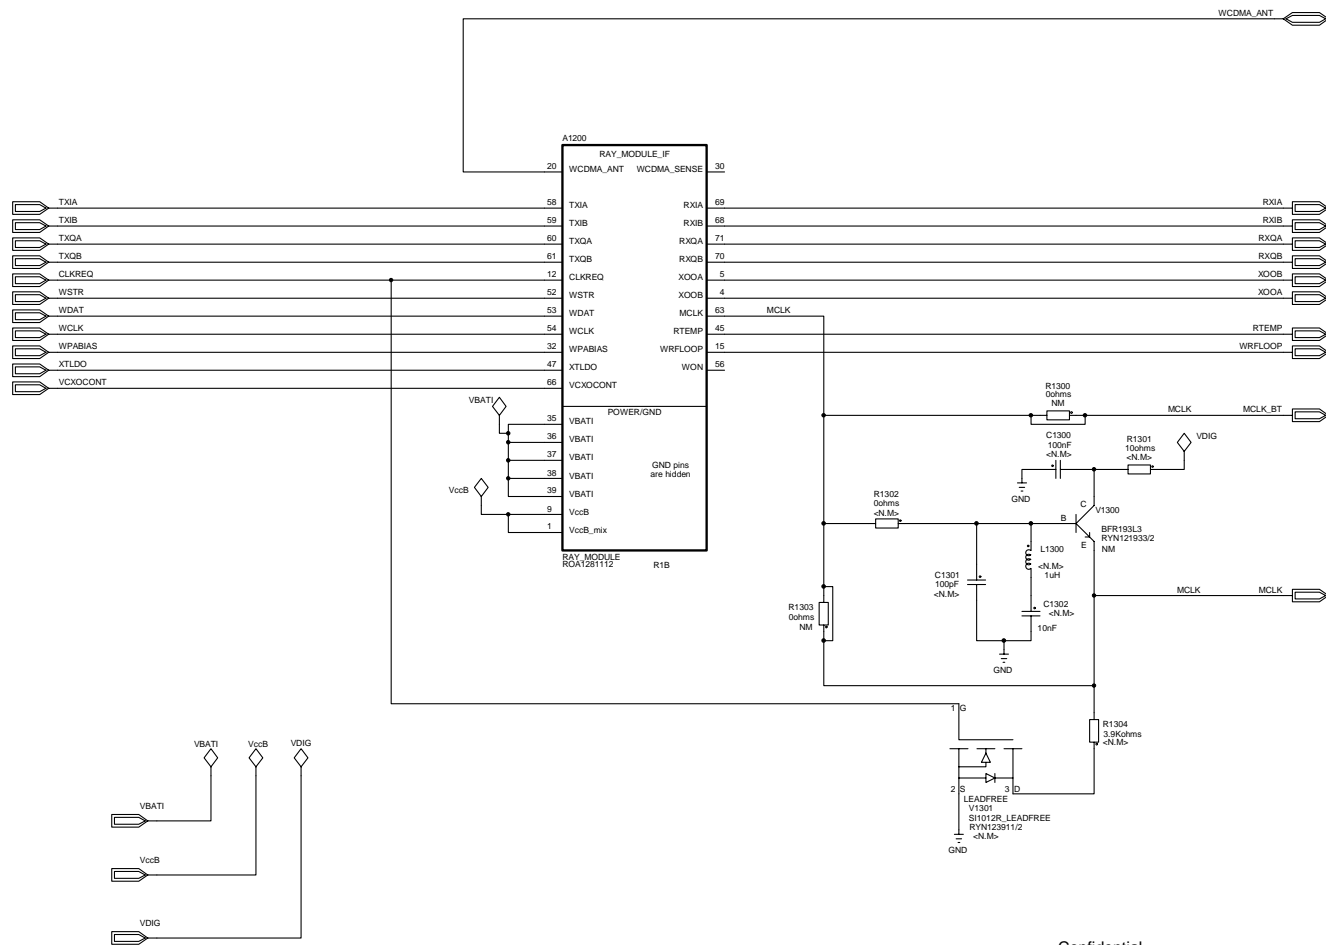 WCDMA_ANT
A1200
RAY_MODULE_IF
20 WCDMA_ANT WCDMA_SENSE 30
TXIA 58 TXIA RXIA 69 RXIA
TXIB 59 TXIB RXIB 68 RXIB
TXQA 60 TXQA RXQA 71 RXQA
TXQB 61 TXQB RXQB 70 RXQB
CLKREQ 12 CLKREQ XOOA 5 XOOB
WSTR 52 WSTR XOOB 4 XOOA
WDAT 53 WDAT MCLK 63 MCLK
WCLK 54 WCLK RTEMP 45 RTEMP
WPABIAS 32 WPABIAS WRFLOOP 15 WRFLOOP
XTLDO 47 XTLDO WON 56
VCXOCONT 66 VCXOCONT
VBATI
POWER/GND
35 VBATI
36 VBATI
37 VBATI
38 VBATI
39 VBATI
GND pins
are hidden
VccB
9 VccB
1 VccB_mix
RAY_MODULE
ROA1281112 R1B
R1300
0ohms
NM
MCLK MCLK_BT
C1300
100nF
<N.M>
R1301
10ohms
<N.M>
VDIG
GND
R1302
0ohms
<N.M>
C
B
E
V1300
BFR193L3
RYN121933/2
NM
L1300
<N.M>
1uH
C1301
100pF
<N.M>
C1302
<N.M>
10nF
GND
MCLK MCLK
R1303
0ohms
NM
R1304
3.9Kohms
<N.M>
1 G
2 S 3 D
LEADFREE
V1301
SI1012R_LEADFREE
RYN123911/2
<N.M>
GND
VBATI VccB VDIG
VBATI
VccB
VDIG